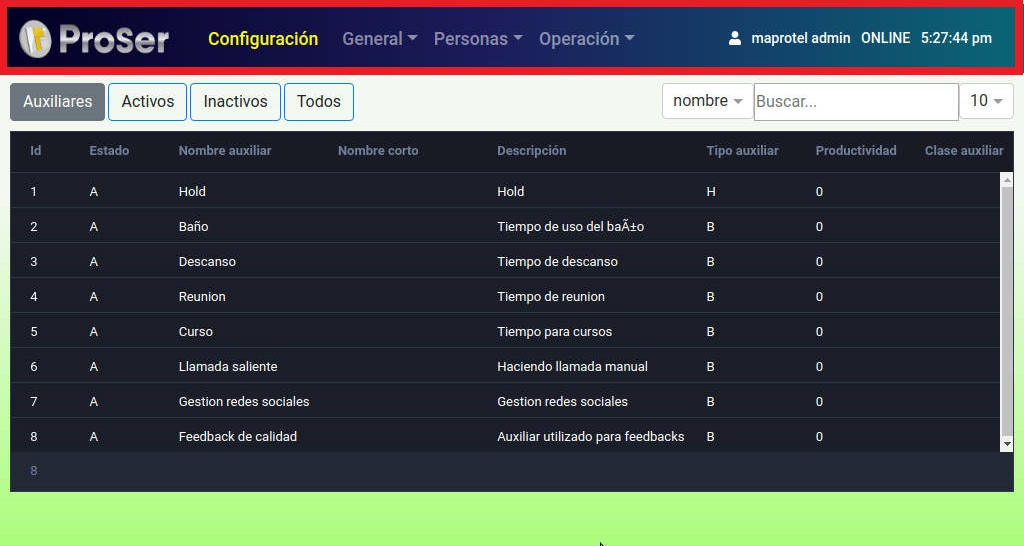 ProSer Configuración General Personas Operación maprotel admin ONLINE 5:27:44 pm
Auxiliares Activos Inactivos Todos nombre Buscar... 10
Id Estado Nombre auxiliar Nombre corto Descripción Tipo auxiliar Productividad Clase auxiliar
1 A Hold Hold H 0
2 A Baño Tiempo de uso del baÃ±o B 0
3 A Descanso Tiempo de descanso B 0
4 A Reunion Tiempo de reunion B 0
5 A Curso Tiempo para cursos B 0
6 A Llamada saliente Haciendo llamada manual B 0
7 A Gestion redes sociales Gestion redes sociales B 0
8 A Feedback de calidad Auxiliar utilizado para feedbacks B 0
8